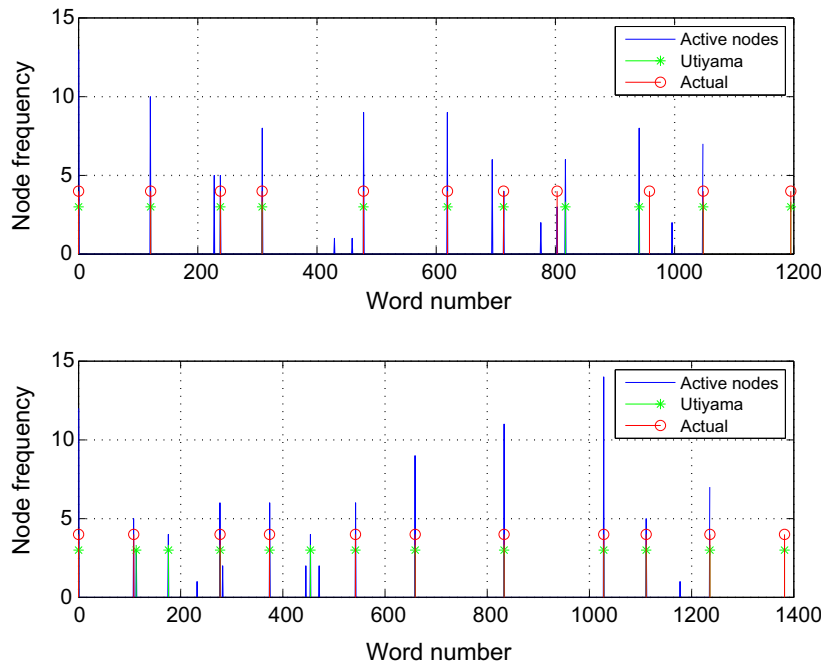 15
10
5
0
Node frequency
Active nodes
Utiyama
Actual
0 200 400 600 800 1000 1200
Word number
15
10
5
0
Node frequency
Active nodes
Utiyama
Actual
0 200 400 600 800 1000 1200 1400
Word number